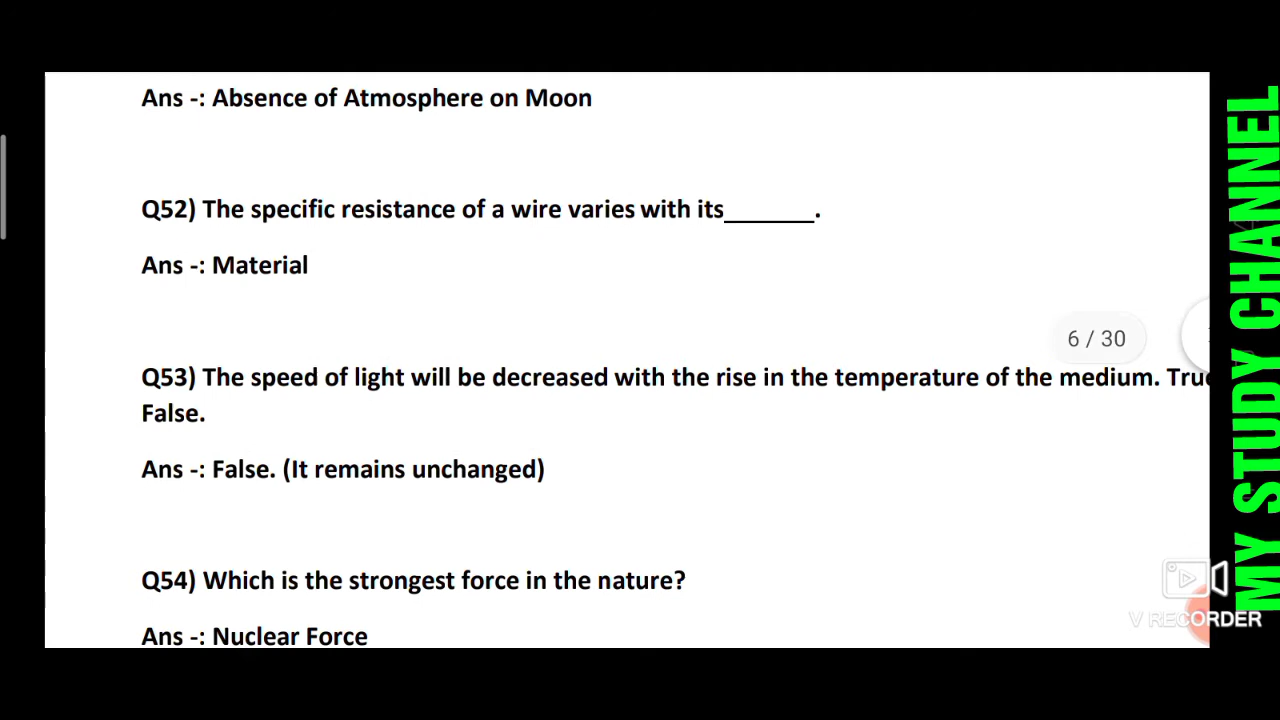 Ans -: Absence of Atmosphere on Moon
Q52) The specific resistance of a wire varies with its_______.
Ans -: Material
6 / 30
Q53) The speed of light will be decreased with the rise in the temperature of the medium. True
False.
Ans -: False. (It remains unchanged)
Q54) Which is the strongest force in the nature?
Ans -: Nuclear Force
MY STUDY CHANNEL
V RECORDER